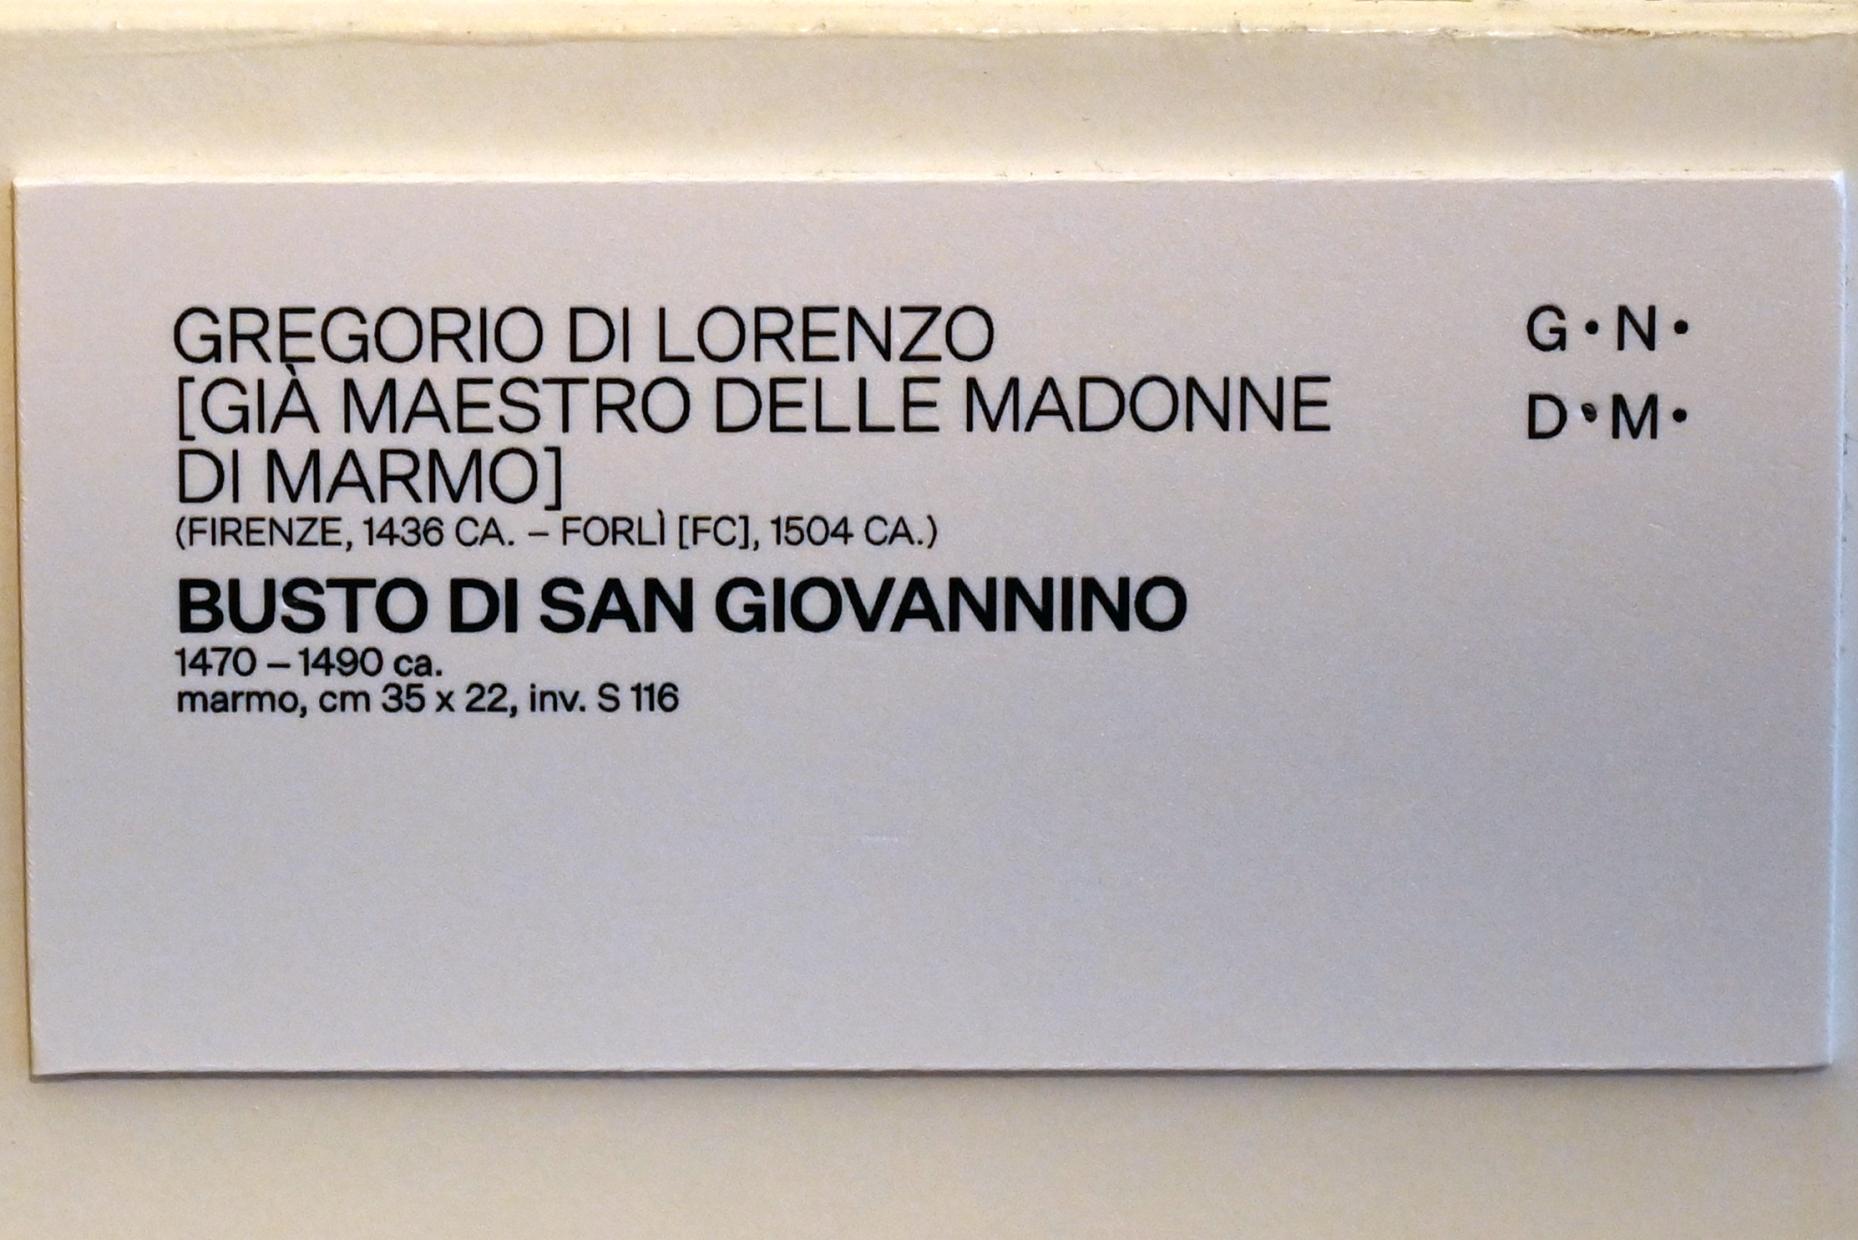 GREGORIO DI LORENZO
[GIÀ MAESTRO DELLE MADONNE
DI MARMO]
(FIRENZE, 1436 CA. – FORLÌ [FC], 1504 CA.)
BUSTO DI SAN GIOVANNINO
1470 – 1490 ca.
marmo, cm 35 x 22, inv. S 116
G•N•
D•M•